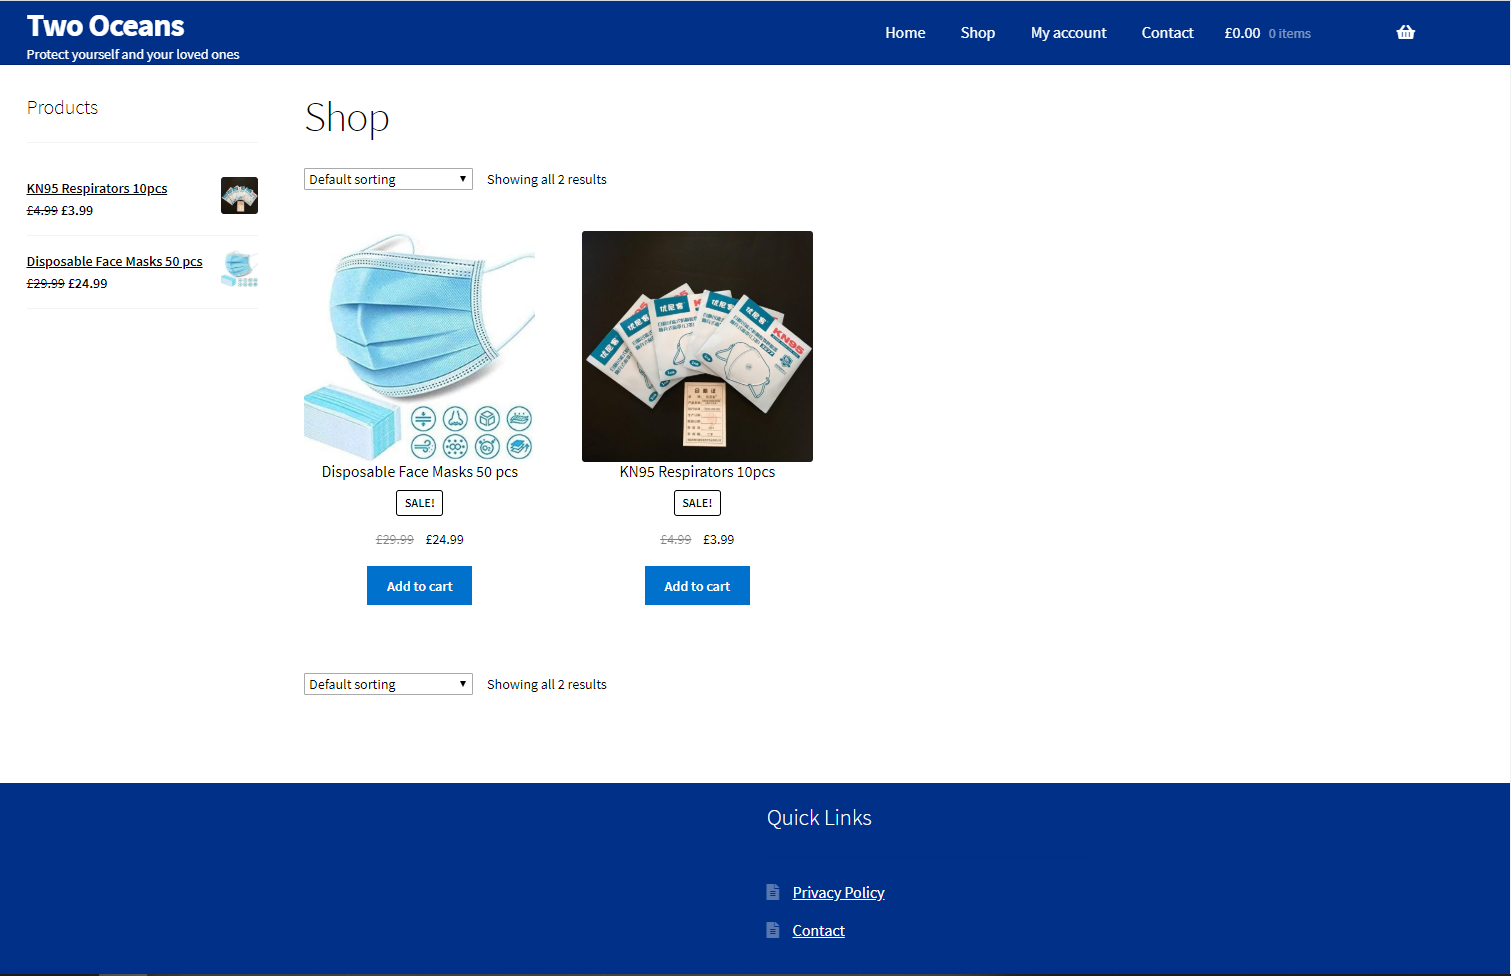 Two Oceans
Protect yourself and your loved ones
Home Shop My account Contact £0.00 0 items
Products
KN95 Respirators 10pcs
£4.99 £3.99
Disposable Face Masks 50 pcs
£29.99 £24.99
Shop
Default sorting Showing all 2 results
优尼客
KN95
Disposable Face Masks 50 pcs
SALE!
£29.99 £24.99
Add to cart
KN95 Respirators 10pcs
SALE!
£4.99 £3.99
Add to cart
Default sorting Showing all 2 results
Quick Links
Privacy Policy
Contact